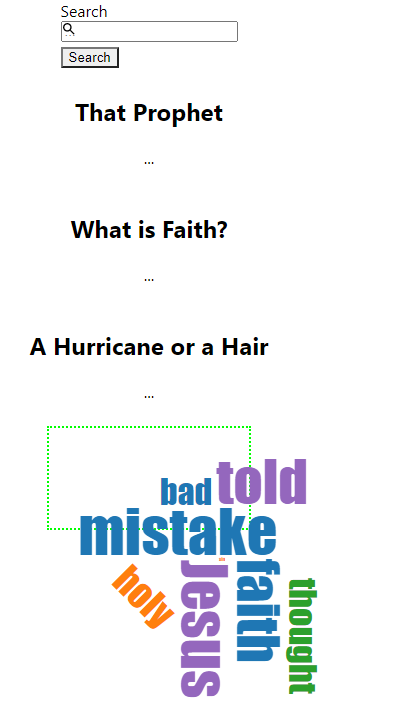 Search
Search
That Prophet
...
What is Faith?
...
A Hurricane or a Hair
...
told
bad
mistake
holy
Jesus
faith
thought